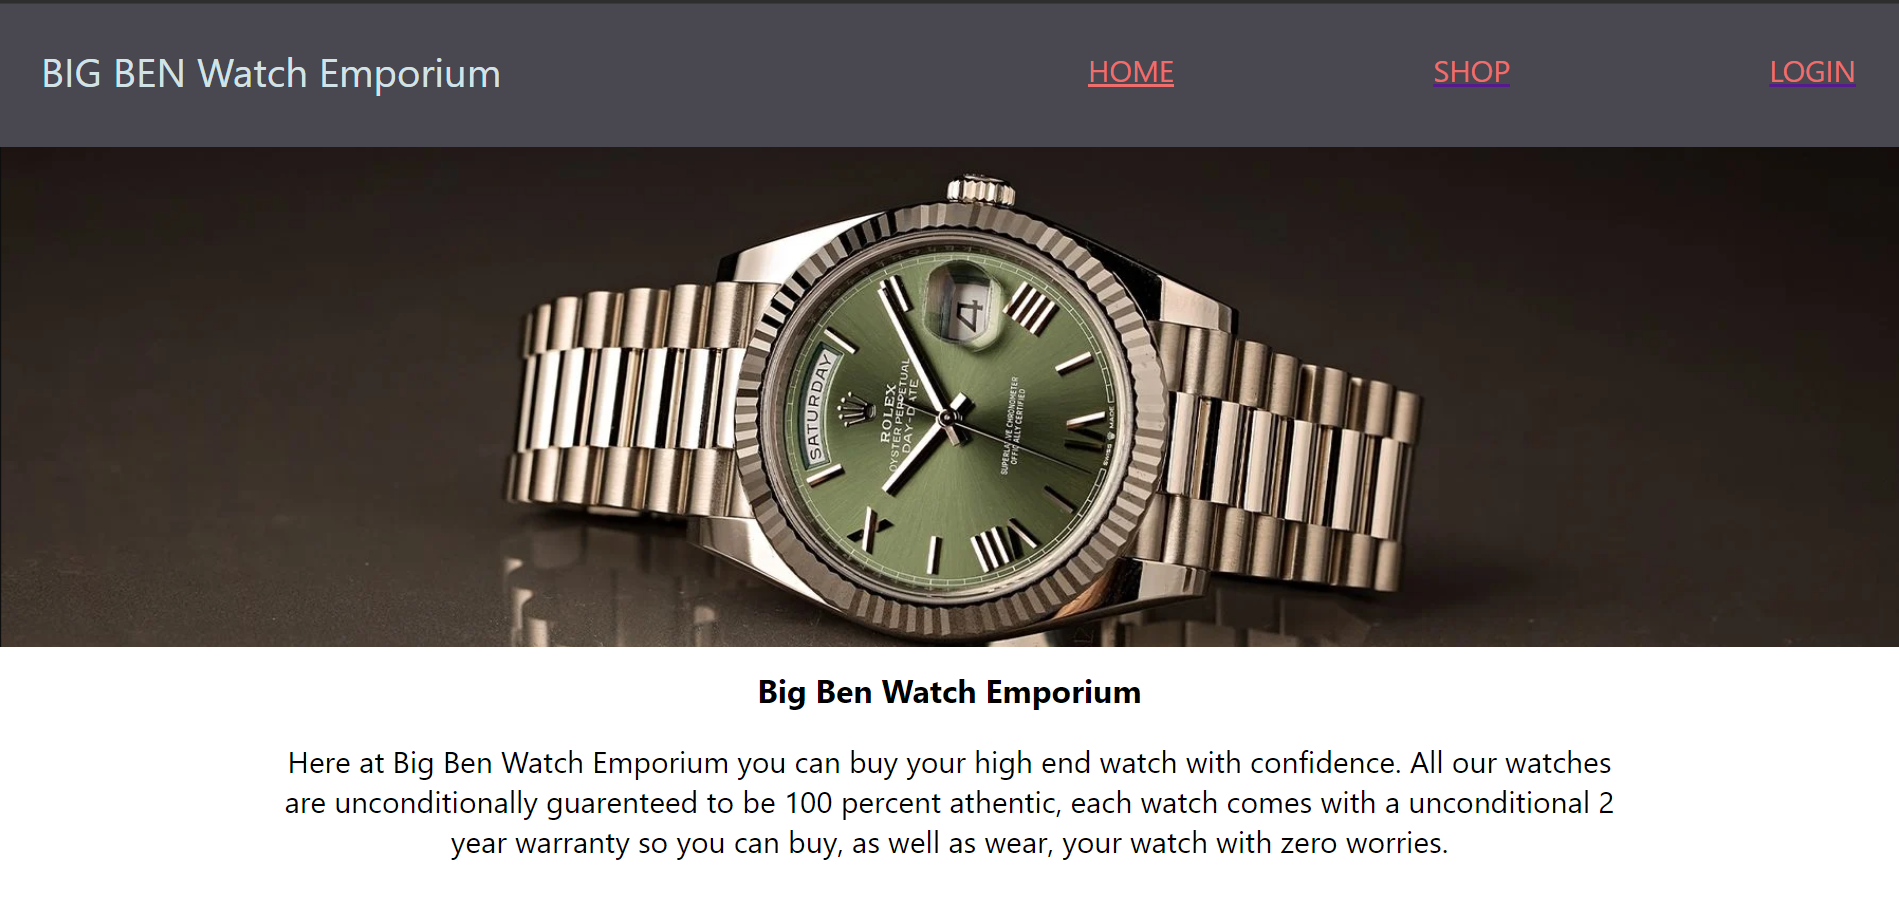 BIG BEN Watch Emporium HOME SHOP LOGIN
4
SATURDAY
ROLEX
OYSTER PERPETUAL
DAY-DATE
SUPERLATIVE CHRONOMETER
OFFICIALLY CERTIFIED
SWISS MADE
Big Ben Watch Emporium
Here at Big Ben Watch Emporium you can buy your high end watch with confidence. All our watches
are unconditionally guarenteed to be 100 percent athentic, each watch comes with a unconditional 2
year warranty so you can buy, as well as wear, your watch with zero worries.